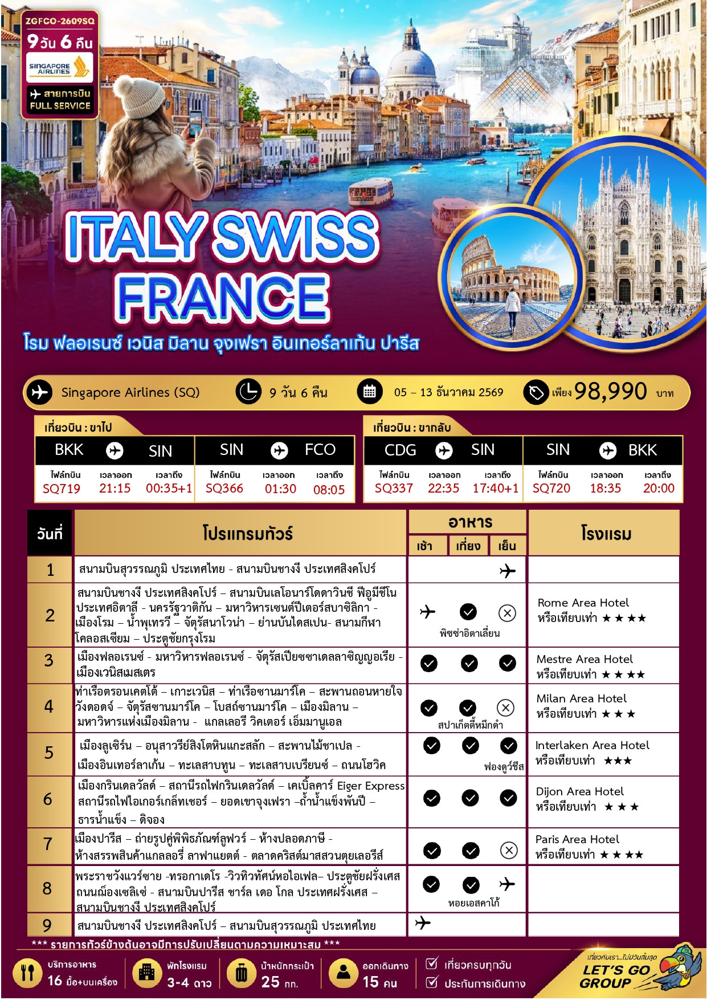 ZGFCO-2609SQ
9 วัน 6 คืน
SINGAPORE
AIRLINES
สายการบิน
FULL SERVICE
ITALY SWISS
FRANCE
โรม ฟลอเรนซ์ เวนิส มิลาน จุงเฟรา อินเทอร์ลาเก้น ปารีส
Singapore Airlines (SQ) 9 วัน 6 คืน 05 – 13 ธันวาคม 2569 เพียง 98,990 บาท
เที่ยวบิน : ขาไป
BKK SIN SIN FCO
ไฟล์ทบิน เวลาออก เวลาถึง ไฟล์ทบิน เวลาออก เวลาถึง
SQ719 21:15 00:35+1 SQ366 01:30 08:05
เที่ยวบิน : ขากลับ
CDG SIN SIN BKK
ไฟล์ทบิน เวลาออก เวลาถึง ไฟล์ทบิน เวลาออก เวลาถึง
SQ337 22:35 17:40+1 SQ720 18:35 20:00
วันที่ โปรแกรมทัวร์ อาหาร โรงแรม
เช้า เที่ยง เย็น
1 สนามบินสุวรรณภูมิ ประเทศไทย - สนามบินชางงี ประเทศสิงคโปร์
2
สนามบินชางงี ประเทศสิงคโปร์ – สนามบินเลโอนาร์โดดาวินชี ฟีอูมีชีโน
ประเทศอิตาลี - นครรัฐวาติกัน – มหาวิหารเซนต์ปีเตอร์สบาซิลิกา -
เมืองโรม – น้ำพุเทรวี – จัตุรัสนาโวน่า – ย่านบันไดสเปน- สนามกีฬา
โคลอสเซียม – ประตูชัยกรุงโรม
พิซซ่าอิตาเลี่ยน
Rome Area Hotel
หรือเทียบเท่า ★ ★ ★★
3
เมืองฟลอเรนซ์ - มหาวิหารฟลอเรนซ์ - จัตุรัสเปียซซาเดลลาซิญญอเรีย -
เมืองเวนิสเมสเตร
Mestre Area Hotel
หรือเทียบเท่า ★ ★ ★★
4
ท่าเรือตรอนเคตโต้ – เกาะเวนิส – ท่าเรือซานมาร์โค – สะพานถอนหายใจ
วังดอดจ์ – จัตุรัสซานมาร์โค – โบสถ์ซานมาร์โค – เมืองมิลาน –
มหาวิหารแห่งเมืองมิลาน - แกลเลอรี วิคเตอร์ เอ็มมานูเอล
สปาเก็ตตี้หมึกดำ
Milan Area Hotel
หรือเทียบเท่า ★ ★ ★
5
เมืองลูเซิร์น – อนุสาวรีย์สิงโตหินแกะสลัก – สะพานไม้ชาเปล -
เมืองอินเทอร์ลาเก้น – ทะเลสาบทูน – ทะเลสาบเบรียนซ์ – ถนนโฮวิค
ฟองดูว์ชีส
Interlaken Area Hotel
หรือเทียบเท่า ★★★
6
เมืองกรินเดลวัลด์ – สถานีรถไฟกรินเดลวัลด์ – เคเบิ้ลคาร์ Eiger Express
สถานีรถไฟไอเกอร์เกล็ทเชอร์ – ยอดเขาจุงเฟรา –ถ้ำน้ำแข็งพันปี –
ธารน้ำแข็ง – ดิจอง
Dijon Area Hotel
หรือเทียบเท่า ★ ★ ★
7
เมืองปารีส – ถ่ายรูปคู่พิพิธภัณฑ์ลูฟวร์ – ห้างปลอดภาษี -
ห้างสรรพสินค้าแกลลอรี่ ลาฟาแยตต์ - ตลาดคริสต์มาสสวนตุยเลอรีส์
Paris Area Hotel
หรือเทียบเท่า ★ ★ ★★
8
พระราชวังแวร์ซาย -ทรอกาเดโร -วิวทิวทัศน์หอไอเฟล– ประตูชัยฝรั่งเศส
ถนนฌ็องเซลิเซ่ - สนามบินปารีส ชาร์ล เดอ โกล ประเทศฝรั่งเศส –
สนามบินชางงี ประเทศสิงคโปร์
หอยเอสคาโก้
9 สนามบินชางงี ประเทศสิงคโปร์ – สนามบินสุวรรณภูมิ ประเทศไทย
*** รายการทัวร์ข้างต้นอาจมีการปรับเปลี่ยนตามความเหมาะสม ***
บริการอาหาร
16 มื้อ+บนเครื่อง
พักโรงแรม
3-4 ดาว
น้ำหนักกระเป๋า
25 กก.
ออกเดินทาง
15 คน
เที่ยวครบทุกวัน
ประกันการเดินทาง
เที่ยวกับเรา...ไม่มีวันสิ้นสุด
LET'S GO
GROUP